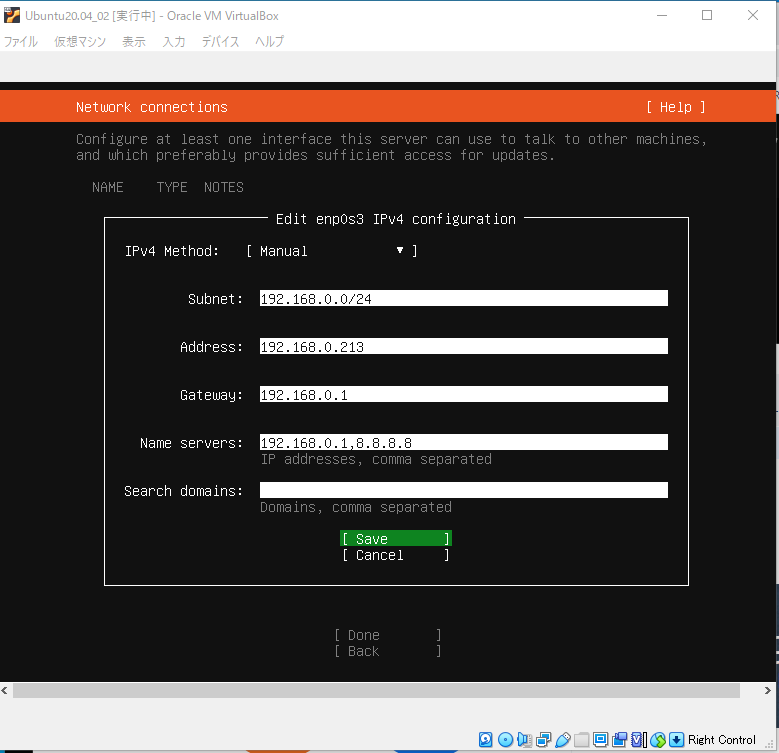 Ubuntu20.04_02 [実行中] - Oracle VM VirtualBox
ファイル 仮想マシン 表示 入力 デバイス ヘルプ
Network connections [ Help ]
Configure at least one interface this server can use to talk to other machines,
and which preferably provides sufficient access for updates.
NAME TYPE NOTES
Edit enp0s3 IPv4 configuration
IPv4 Method: [ Manual ▾ ]
Subnet: 192.168.0.0/24
Address: 192.168.0.213
Gateway: 192.168.0.1
Name servers: 192.168.0.1,8.8.8.8
IP addresses, comma separated
Search domains:
Domains, comma separated
[ Save ]
[ Cancel ]
[ Done ]
[ Back ]
Right Control